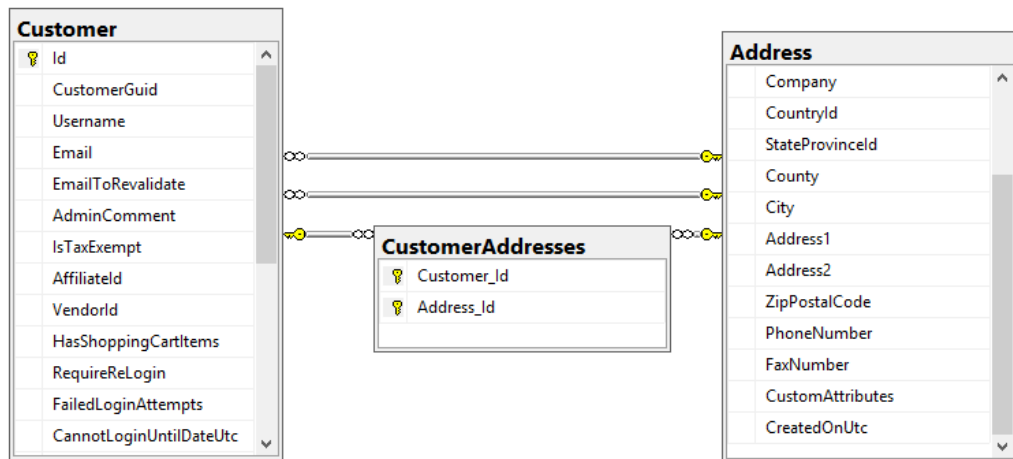 Customer
Id
CustomerGuid
Username
Email
EmailToRevalidate
AdminComment
IsTaxExempt
AffiliateId
VendorId
HasShoppingCartItems
RequireReLogin
FailedLoginAttempts
CannotLoginUntilDateUtc
CustomerAddresses
Customer_Id
Address_Id
Address
Company
CountryId
StateProvinceId
County
City
Address1
Address2
ZipPostalCode
PhoneNumber
FaxNumber
CustomAttributes
CreatedOnUtc